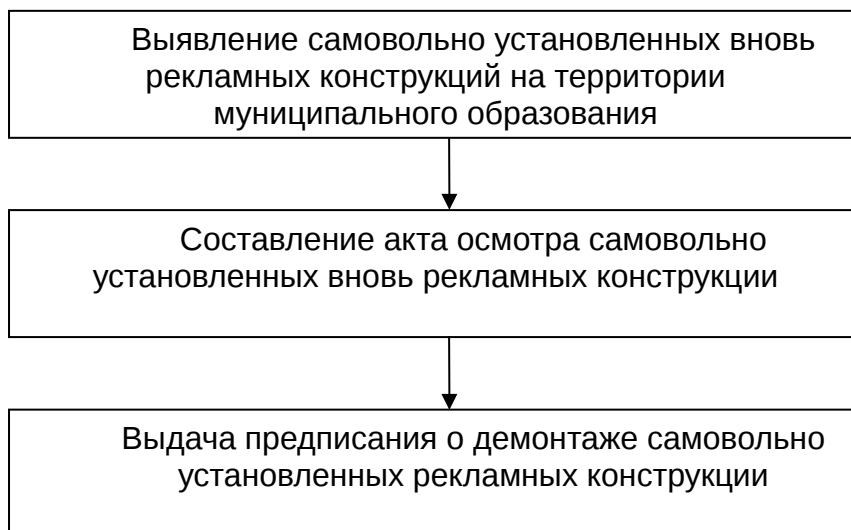 Выявление самовольно установленных вновь
рекламных конструкций на территории
муниципального образования
Составление акта осмотра самовольно
установленных вновь рекламных конструкции
Выдача предписания о демонтаже самовольно
установленных рекламных конструкции